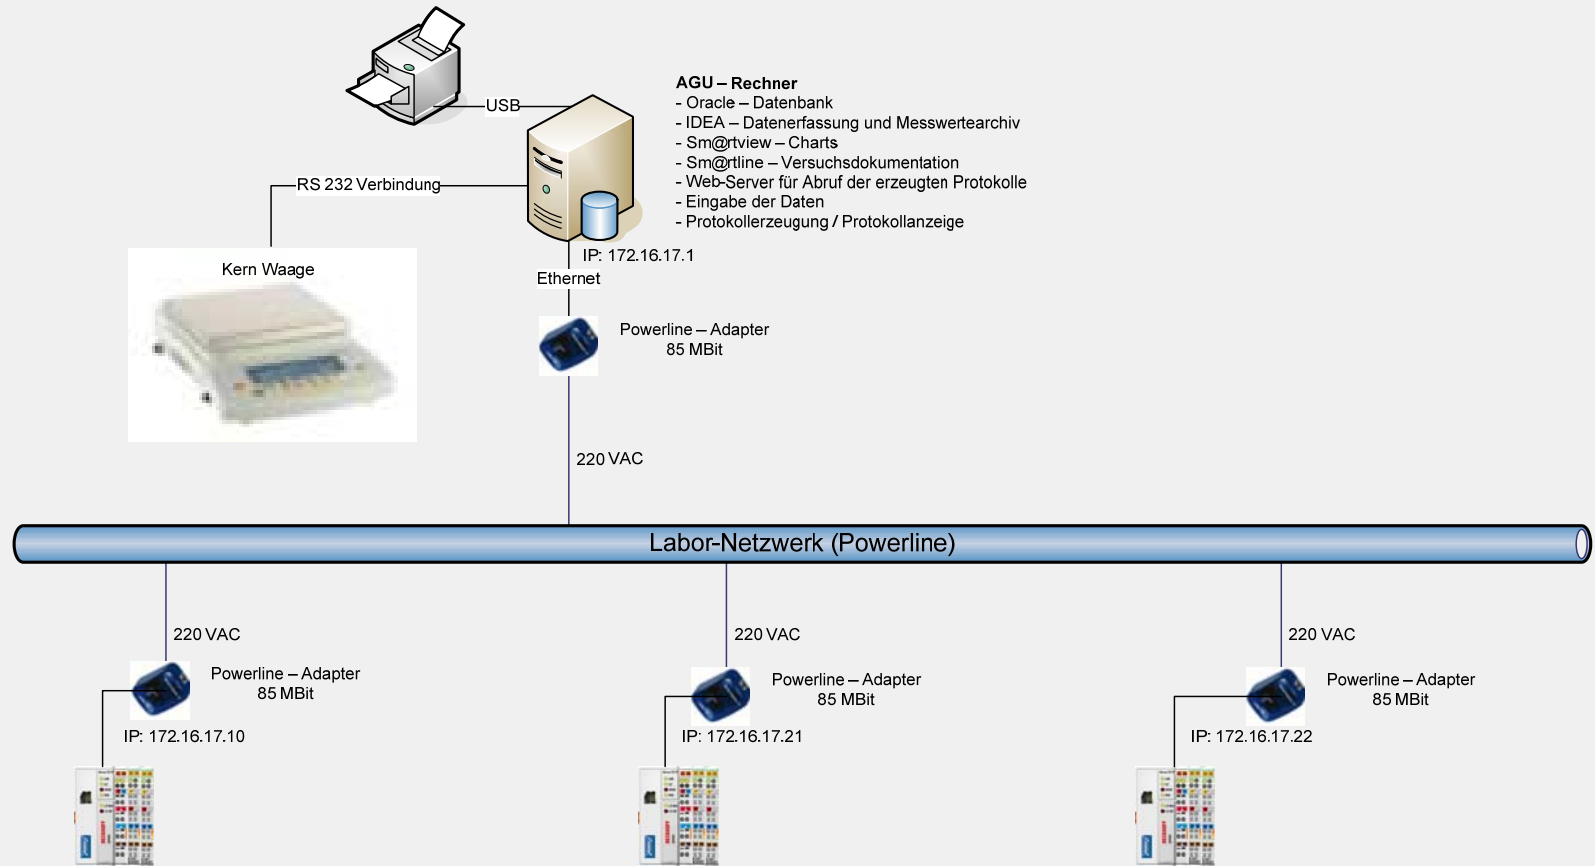 USB
AGU – Rechner
- Oracle – Datenbank
- IDEA – Datenerfassung und Messwertearchiv
- Sm@rtview – Charts
- Sm@rtline – Versuchsdokumentation
- Web-Server für Abruf der erzeugten Protokolle
- Eingabe der Daten
- Protokollerzeugung / Protokollanzeige
RS 232 Verbindung
IP: 172.16.17.1
Kern Waage
Ethernet
Powerline – Adapter
85 MBit
220 VAC
Labor-Netzwerk (Powerline)
220 VAC
220 VAC
220 VAC
Powerline – Adapter
85 MBit
Powerline – Adapter
85 MBit
Powerline – Adapter
85 MBit
IP: 172.16.17.10
IP: 172.16.17.21
IP: 172.16.17.22